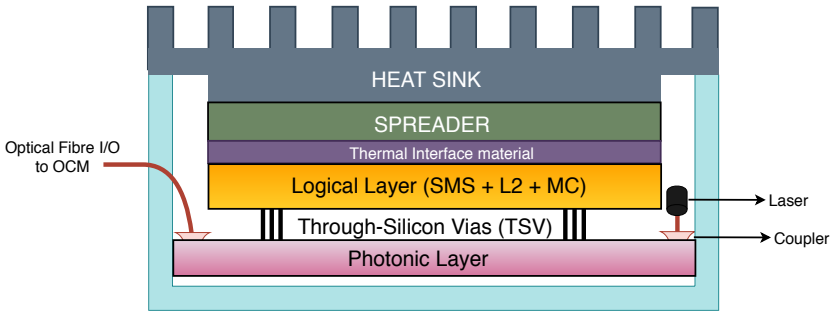 HEAT SINK
SPREADER
Thermal Interface material
Optical Fibre I/O
to OCM
Logical Layer (SMS + L2 + MC)
Laser
Through-Silicon Vias (TSV)
Coupler
Photonic Layer